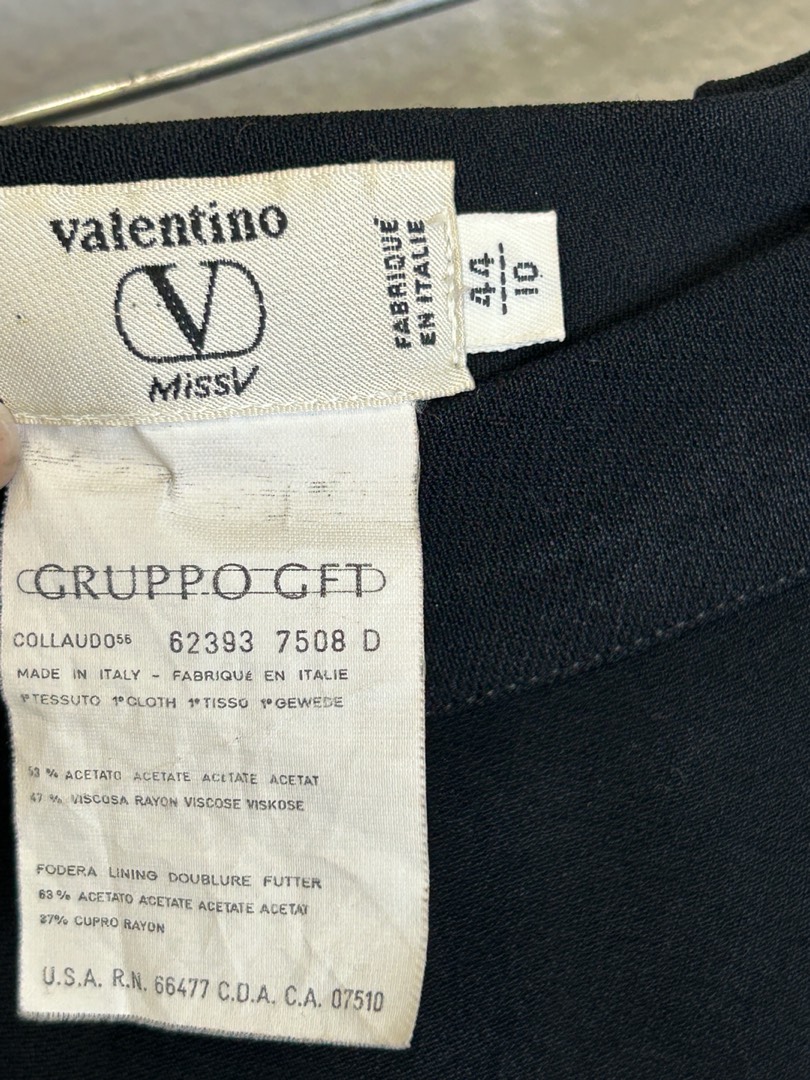 valentino
V
MissV
FABRIQUÉ
EN ITALIE
44
10
GRUPPO GFT
COLLAUDO56 62393 7508 D
MADE IN ITALY - FABRIQUé EN ITALIE
1°TESSUTO 1°CLOTH 1°TISSO 1°GEWEDE
53 % ACETATO ACETATE ACETATE ACETAT
47 % VISCOSA RAYON VISCOSE VISKOSE
FODERA LINING DOUBLURE FUTTER
63 % ACETATO ACETATE ACETATE ACETAT
37% CUPRO RAYON
U.S.A. R.N. 66477 C.D.A. C.A. 07510